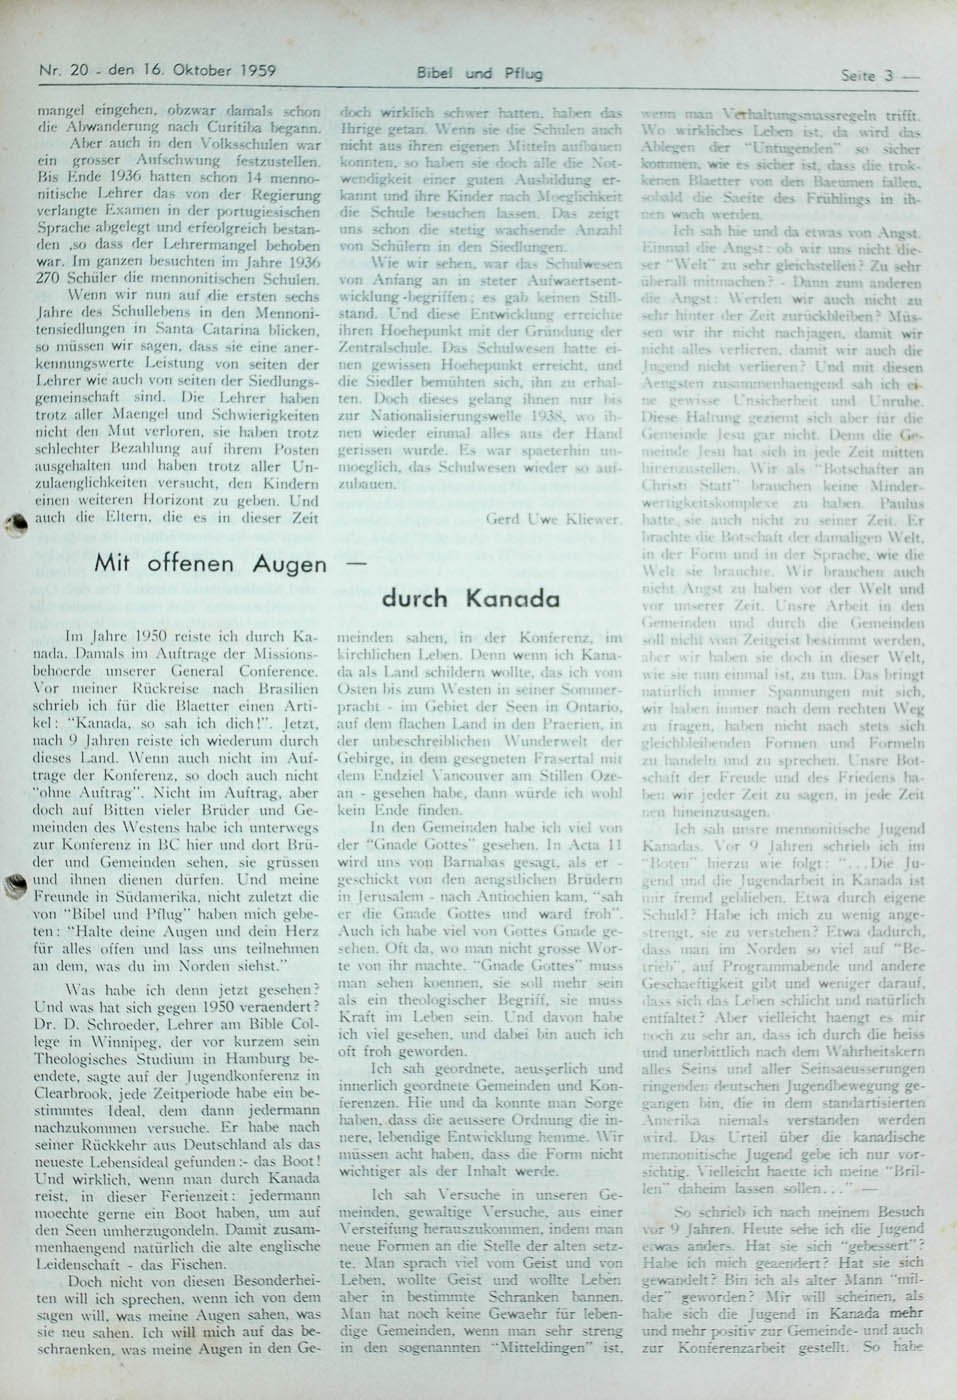 Nr. 20 - den 16. Oktober 1959
Bibel und Pflug
Seite 3 —
mangel eingehen, obzwar damals schon
die Abwanderung nach Curitiba begann.
Aber auch in den Volksschulen war
ein grosser Aufschwung festzustellen.
Bis Ende 1936 hatten schon 14 menno-
nitische Lehrer das von der Regierung
verlangte Examen in der portugiesischen
Sprache abgelegt und erfolgreich bestan-
den ,so dass der Lehrermangel behoben
war. Im ganzen besuchten im Jahre 1936
270 Schüler die mennonitischen Schulen.
Wenn wir nun auf die ersten sechs
Jahre des Schullebens in den Mennoni-
tensiedlungen in Santa Catarina blicken,
so müssen wir sagen, dass sie eine aner-
kennungswerte Leistung von seiten der
Lehrer wie auch von seiten der Siedlungs-
gemeinschaft sind. Die Lehrer haben
trotz aller Maengel und Schwierigkeiten
nicht den Mut verloren, sie haben trotz
schlechter Bezahlung auf ihrem Posten
ausgehalten und haben trotz aller Un-
zulaenglichkeiten versucht, den Kindern
einen weiteren Horizont zu geben. Und
auch die Eltern, die es in dieser Zeit
doch wirklich schwer hatten, haben das
Ihrige getan. Wenn sie die Schulen auch
nicht aus ihren eigenen Mitteln aufbauen
konnten, so haben sie doch alle die Not-
wendigkeit einer guten Ausbildung er-
kannt und ihre Kinder nach Moeglichkeit
die Schule besuchen lassen. Das zeigt
uns schon die stetig wachsende Anzahl
von Schülern in den Siedlungen.
Wie wir sehen, war das Schulwesen
von Anfang an in steter Aufwaertsent-
wicklung begriffen; es gab keinen Still-
stand. Und diese Entwicklung erreichte
ihren Hoehepunkt mit der Gründung der
Zentralschule. Das Schulwesen hatte ei-
nen gewissen Hoehepunkt erreicht, und
die Siedler bemühten sich, ihn zu erhal-
ten. Doch dieses gelang ihnen nur bis
zur Nationalisierungswelle 1938, wo ih-
nen wieder einmal alles aus der Hand
gerissen wurde. Es war spaeterhin un-
moeglich, das Schulwesen wieder so auf-
zubauen.
Gerd Uwe Kliewer.
Mit offenen Augen —
durch Kanada
Im Jahre 1950 reiste ich durch Ka-
nada. Damals im Auftrage der Missions-
behoerde unserer General Conference.
Vor meiner Rückreise nach Brasilien
schrieb ich für die Blaetter einen Arti-
kel: "Kanada, so sah ich dich!". Jetzt,
nach 9 Jahren reiste ich wiederum durch
dieses Land. Wenn auch nicht im Auf-
trage der Konferenz, so doch auch nicht
"ohne Auftrag". Nicht im Auftrag, aber
doch auf Bitten vieler Brüder und Ge-
meinden des Westens habe ich unterwegs
zur Konferenz in BC hier und dort Brü-
der und Gemeinden sehen, sie grüssen
und ihnen dienen dürfen. Und meine
Freunde in Südamerika, nicht zuletzt die
von "Bibel und Pflug" haben mich gebe-
ten: "Halte deine Augen und dein Herz
für alles offen und lass uns teilnehmen
an dem, was du im Norden siehst."
Was habe ich denn jetzt gesehen?
Und was hat sich gegen 1950 veraendert?
Dr. D. Schroeder, Lehrer am Bible Col-
lege in Winnipeg, der vor kurzem sein
Theologisches Studium in Hamburg be-
endete, sagte auf der Jugendkonferenz in
Clearbrook, jede Zeitperiode habe ein be-
stimmtes Ideal, dem dann jedermann
nachzukommen versuche. Er habe nach
seiner Rückkehr aus Deutschland als das
neueste Lebensideal gefunden:- das Boot!
Und wirklich, wenn man durch Kanada
reist, in dieser Ferienzeit: jedermann
moechte gerne ein Boot haben, um auf
den Seen umherzugondeln. Damit zusam-
menhaengend natürlich die alte englische
Leidenschaft - das Fischen.
Doch nicht von diesen Besonderhei-
ten will ich sprechen, wenn ich von dem
sagen will, was meine Augen sahen, was
sie neu sahen. Ich will mich auf das be-
schraenken, was meine Augen in den Ge-
meinden sahen, in der Konferenz, im
kirchlichen Leben. Denn wenn ich Kana-
da als Land schildern wollte, das ich vom
Osten bis zum Westen in seiner Sommer-
pracht - im Gebiet der Seen in Ontario,
auf dem flachen Land in den Praerien, in
der unbeschreiblichen Wunderwelt der
Gebirge, in dem gesegneten Frasertal mit
dem Endziel Vancouver am Stillen Oze-
an - gesehen habe, dann würde ich wohl
kein Ende finden.
In den Gemeinden habe ich viel von
der "Gnade Gottes" gesehen. In Acta 11
wird uns von Barnabas gesagt, als er -
geschickt von den aengstlichen Brüdern
in Jerusalem - nach Antiochien kam, "sah
er die Gnade Gottes und ward froh".
Auch ich habe viel von Gottes Gnade ge-
sehen. Oft da, wo man nicht grosse Wor-
te von ihr machte. "Gnade Gottes" muss
man sehen koennen, sie soll mehr sein
als ein theologischer Begriff, sie muss
Kraft im Leben sein. Und davon habe
ich viel gesehen, und dabei bin auch ich
oft froh geworden.
Ich sah geordnete, aeusserlich und
innerlich geordnete Gemeinden und Kon-
ferenzen. Hie und da konnte man Sorge
haben, dass die aeussere Ordnung die in-
nere, lebendige Entwicklung hemme. Wir
müssen acht haben, dass die Form nicht
wichtiger als der Inhalt werde.
Ich sah Versuche in unseren Ge-
meinden, gewaltige Versuche, aus einer
Versteifung herauszukommen, indem man
neue Formen an die Stelle der alten setz-
te. Man sprach viel vom Geist und von
Leben, wollte Geist und wollte Leben
aber in bestimmte Schranken bannen.
Man hat noch keine Gewaehr für leben-
dige Gemeinden, wenn man sehr streng
in den sogenannten "Mitteldingen" ist,
wenn man Verhaltungsmassregeln trifft.
Wo wirkliches Leben ist, da wird das
Ablegen der "Untugenden" so sicher
kommen, wie es sicher ist, dass die trok-
kenen Blaetter von den Baeumen fallen,
sobald die Saefte des Frühlings in ih-
nen wach werden.
Ich sah hie und da etwas von Angst.
Einmal die Angst: ob wir uns nicht die-
ser "Welt" zu sehr gleichstellen? Zu sehr
überall mitmachen? - Dann zum anderen
die Angst: Werden wir auch nicht zu
sehr hinter der Zeit zurückbleiben? Müs-
sen wir ihr nicht nachjagen, damit wir
nicht alles verlieren, damit wir auch die
Jugend nicht verlieren? Und mit diesen
Aengsten zusammenhaengend sah ich ei-
ne gewisse Unsicherheit und Unruhe.
Diese Haltung geziemt sich aber für die
Gemeinde Jesu gar nicht. Denn die Ge-
meinde Jesu hat sich in jede Zeit mitten
hineinzustellen. Wir als "Botschafter an
Christi Statt" brauchen keine Minder-
wertigkeitskomplexe zu haben. Paulus
hatte sie auch nicht zu seiner Zeit. Er
brachte die Botschaft der damaligen Welt,
in der Form und in der Sprache, wie die
Welt sie brauchte. Wir brauchen auch
nicht Angst zu haben vor der Welt und
vor unserer Zeit. Unsre Arbeit in den
Gemeinden und durch die Gemeinden
soll nicht vom Zeitgeist bestimmt werden,
aber wir haben sie doch in dieser Welt,
wie sie nun einmal ist, zu tun. Das bringt
natürlich immer Spannungen mit sich,
wir haben immer nach dem rechten Weg
zu fragen, haben nicht nach stets sich
gleichbleibenden Formen und Formeln
zu handeln und zu sprechen. Unsre Bot-
schaft der Freude und des Friedens ha-
ben wir jeder Zeit zu sagen, in jede Zeit
neu hineinzusagen.
Ich sah unsre mennonitische Jugend
Kanadas. Vor 9 Jahren schrieb ich im
"Boten" hierzu wie folgt: "...Die Ju-
gend und die Jugendarbeit in Kanada ist
mir fremd geblieben. Etwa durch eigene
Schuld? Habe ich mich zu wenig ange-
strengt, sie zu verstehen? Etwa dadurch,
dass man im Norden so viel auf "Be-
trieb", auf Programmabende und andere
Geschaeftigkeit gibt und weniger darauf,
dass sich das Leben schlicht und natürlich
entfaltet? Aber vielleicht haengt es mir
noch zu sehr an, dass ich durch die heiss
und unerbittlich nach dem Wahrheitskern
alles Seins und aller Seinsaeusserungen
ringenden deutschen Jugendbewegung ge-
gangen bin, die in dem standartisierten
Amerika niemals verstanden werden
wird. Das Urteil über die kanadische
mennonitische Jugend gebe ich nur vor-
sichtig. Vielleicht haette ich meine "Bril-
len" daheim lassen sollen..." —
So schrieb ich nach meinem Besuch
vor 9 Jahren. Heute sehe ich die Jugend
etwas anders. Hat sie sich "gebessert"?
Habe ich mich geaendert? Hat sie sich
gewandelt? Bin ich als alter Mann "mil-
der" geworden? Mir will scheinen, als
habe sich die Jugend in Kanada mehr
und mehr positiv zur Gemeinde- und auch
zur Konferenzarbeit gestellt. So habe